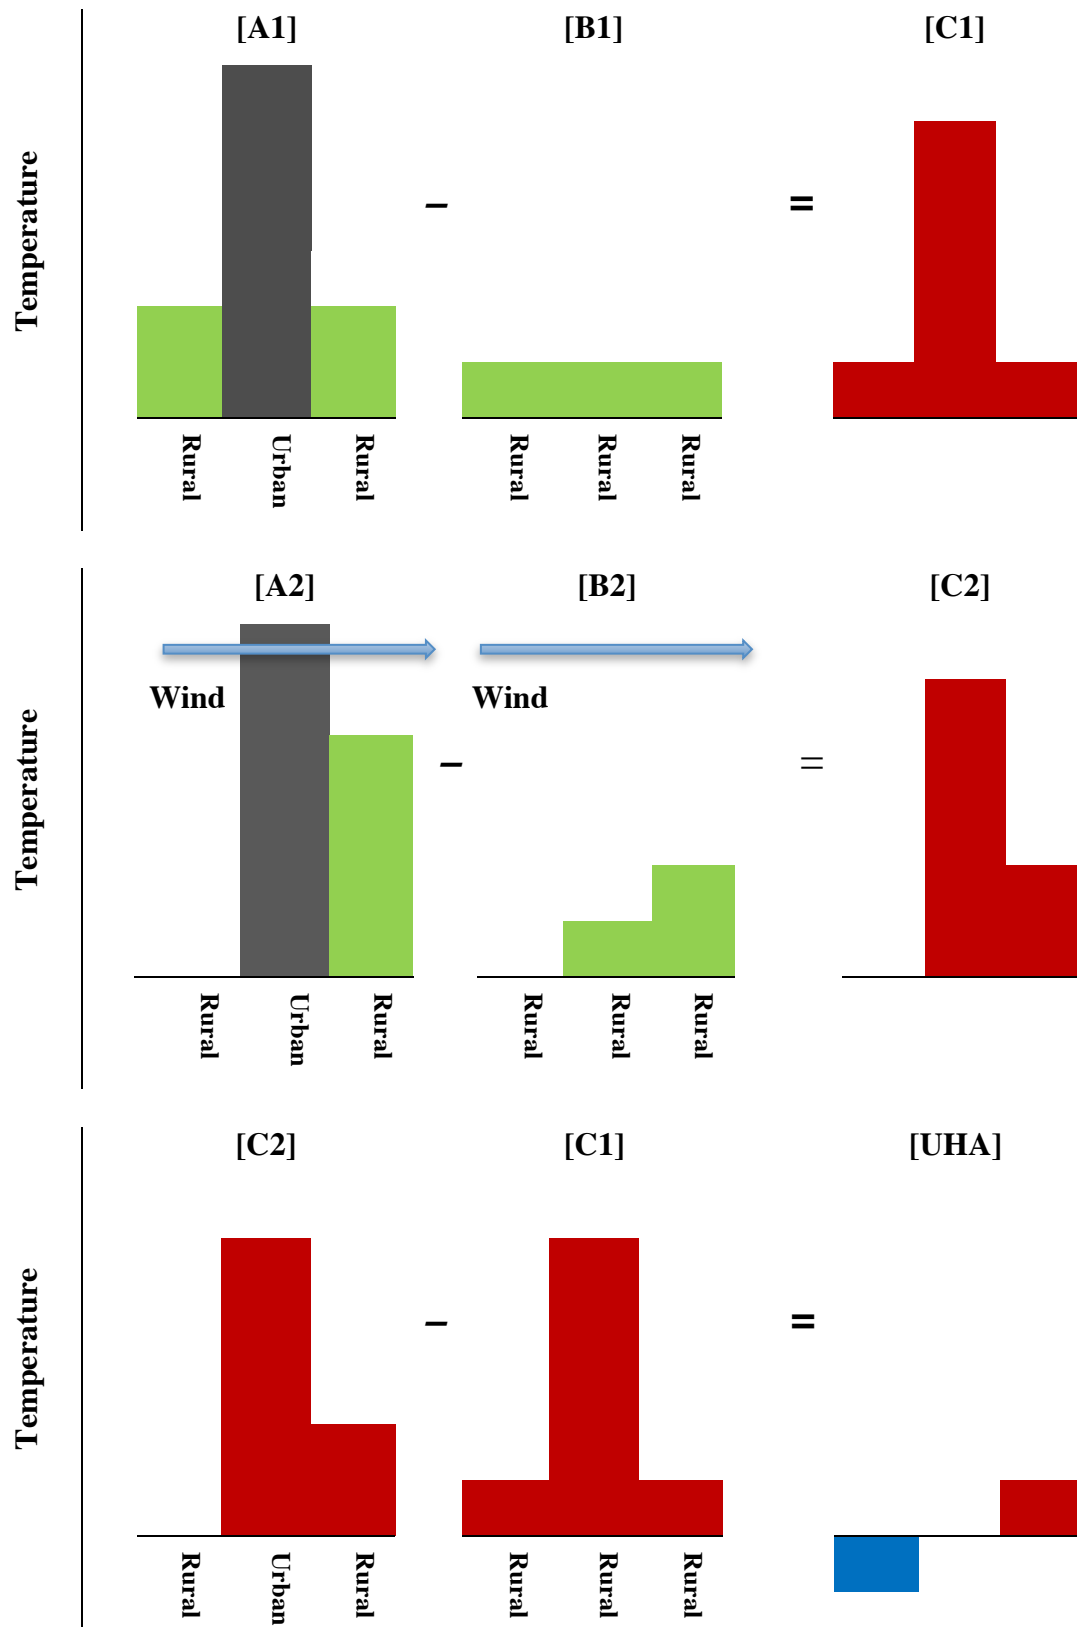 [A1] [B1] [C1]
Temperature
–
=
Rural Urban Rural Rural Rural Rural
[A2] [B2] [C2]
Wind Wind
Temperature
–
=
Rural Urban Rural Rural Rural Rural
[C2] [C1] [UHA]
Temperature
–
=
Rural Urban Rural Rural Rural Rural